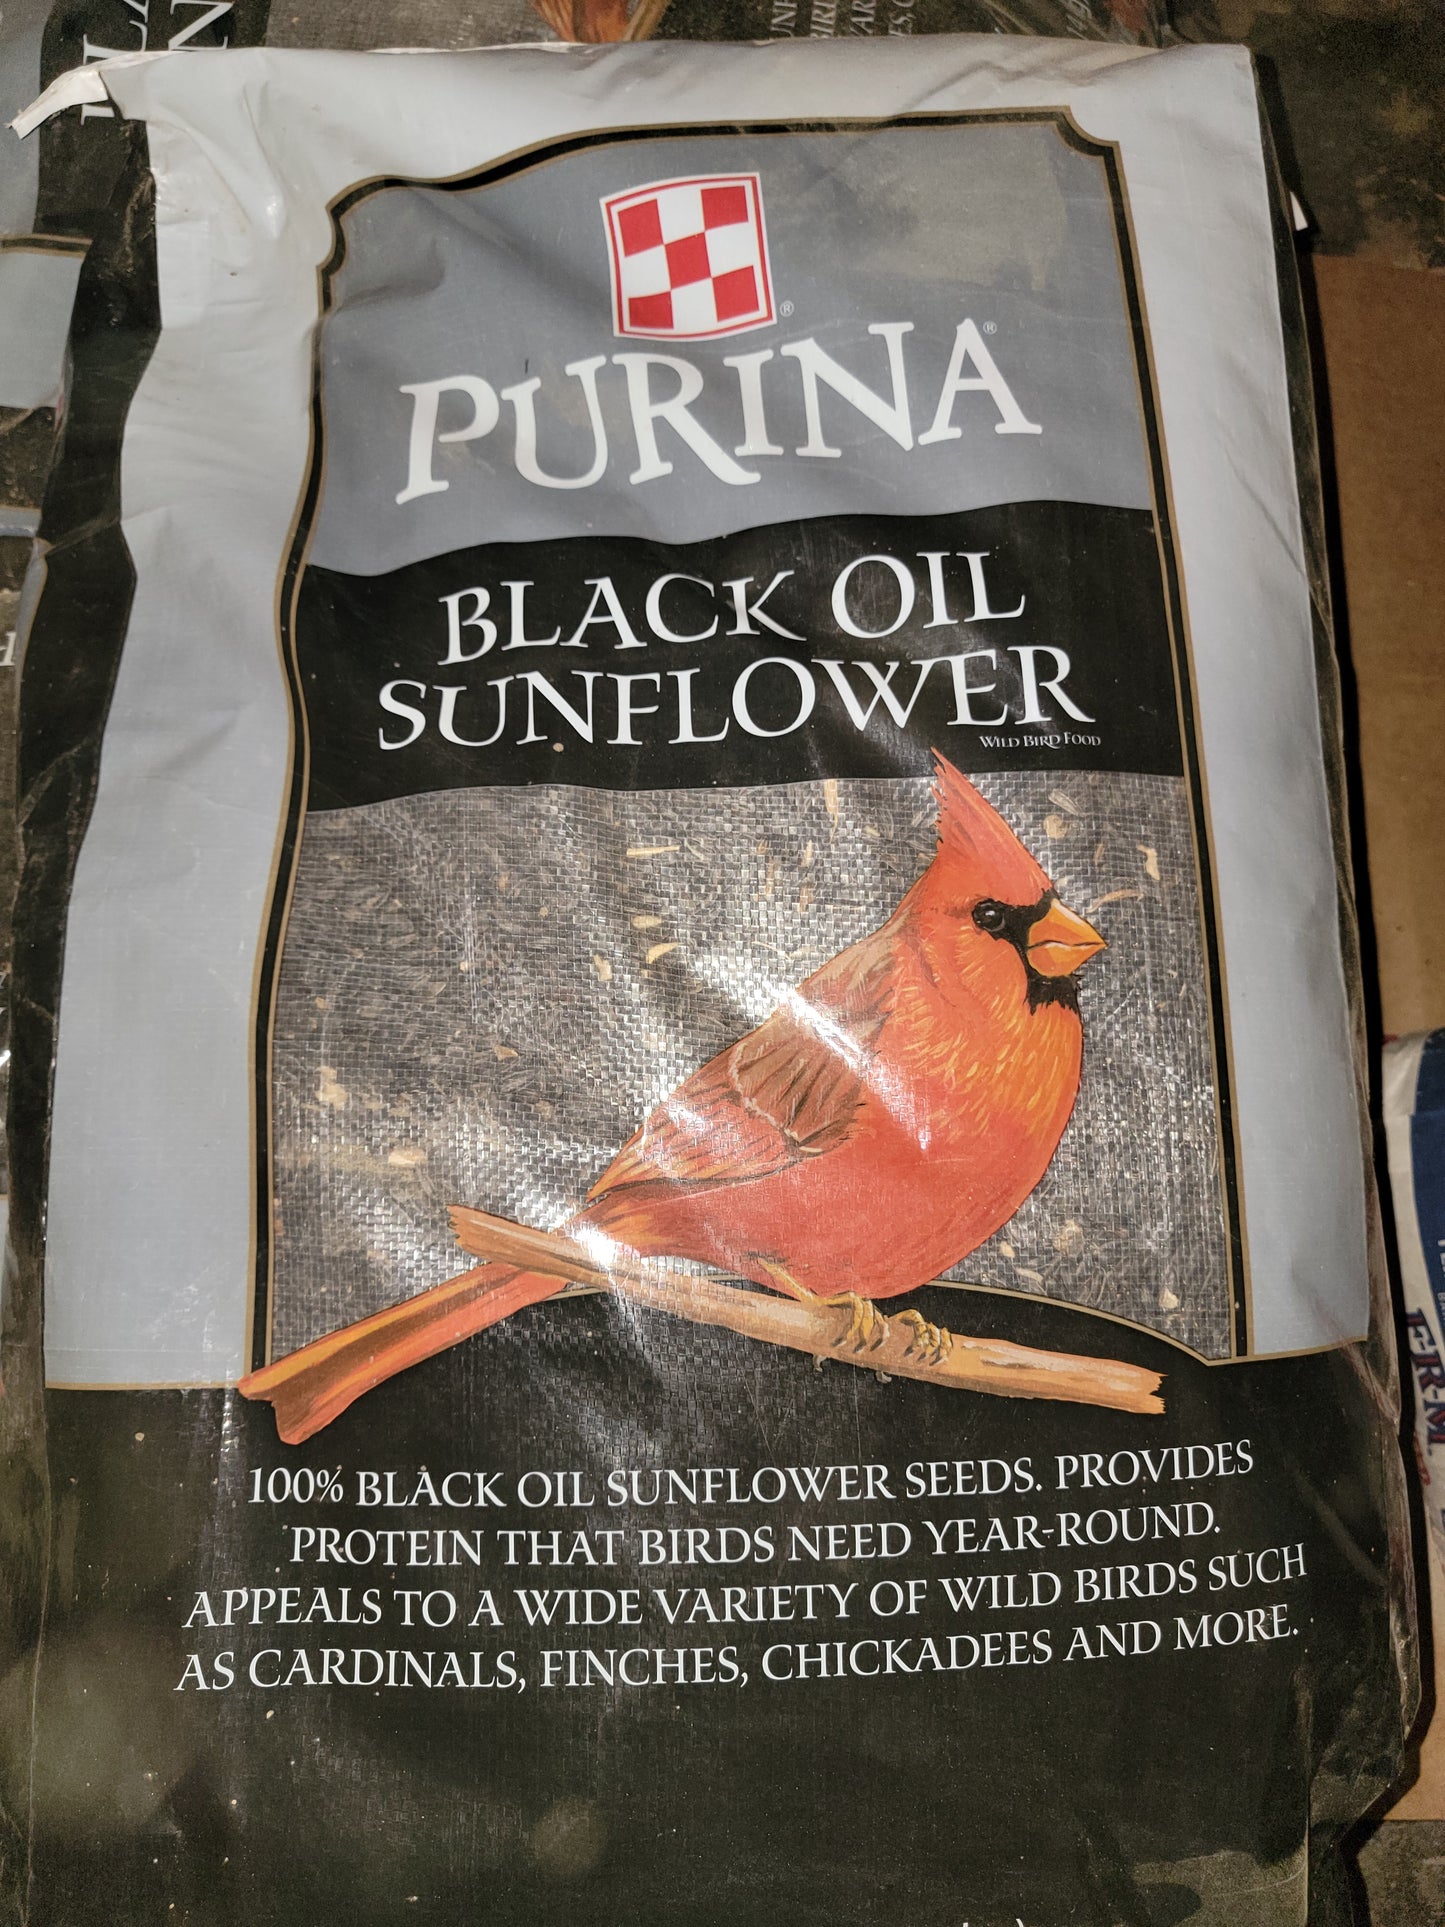 PURINA
BLACK OIL
SUNFLOWER
WILD BIRD FOOD
100% BLACK OIL SUNFLOWER SEEDS. PROVIDES
PROTEIN THAT BIRDS NEED YEAR-ROUND.
APPEALS TO A WIDE VARIETY OF WILD BIRDS SUCH
AS CARDINALS, FINCHES, CHICKADEES AND MORE.